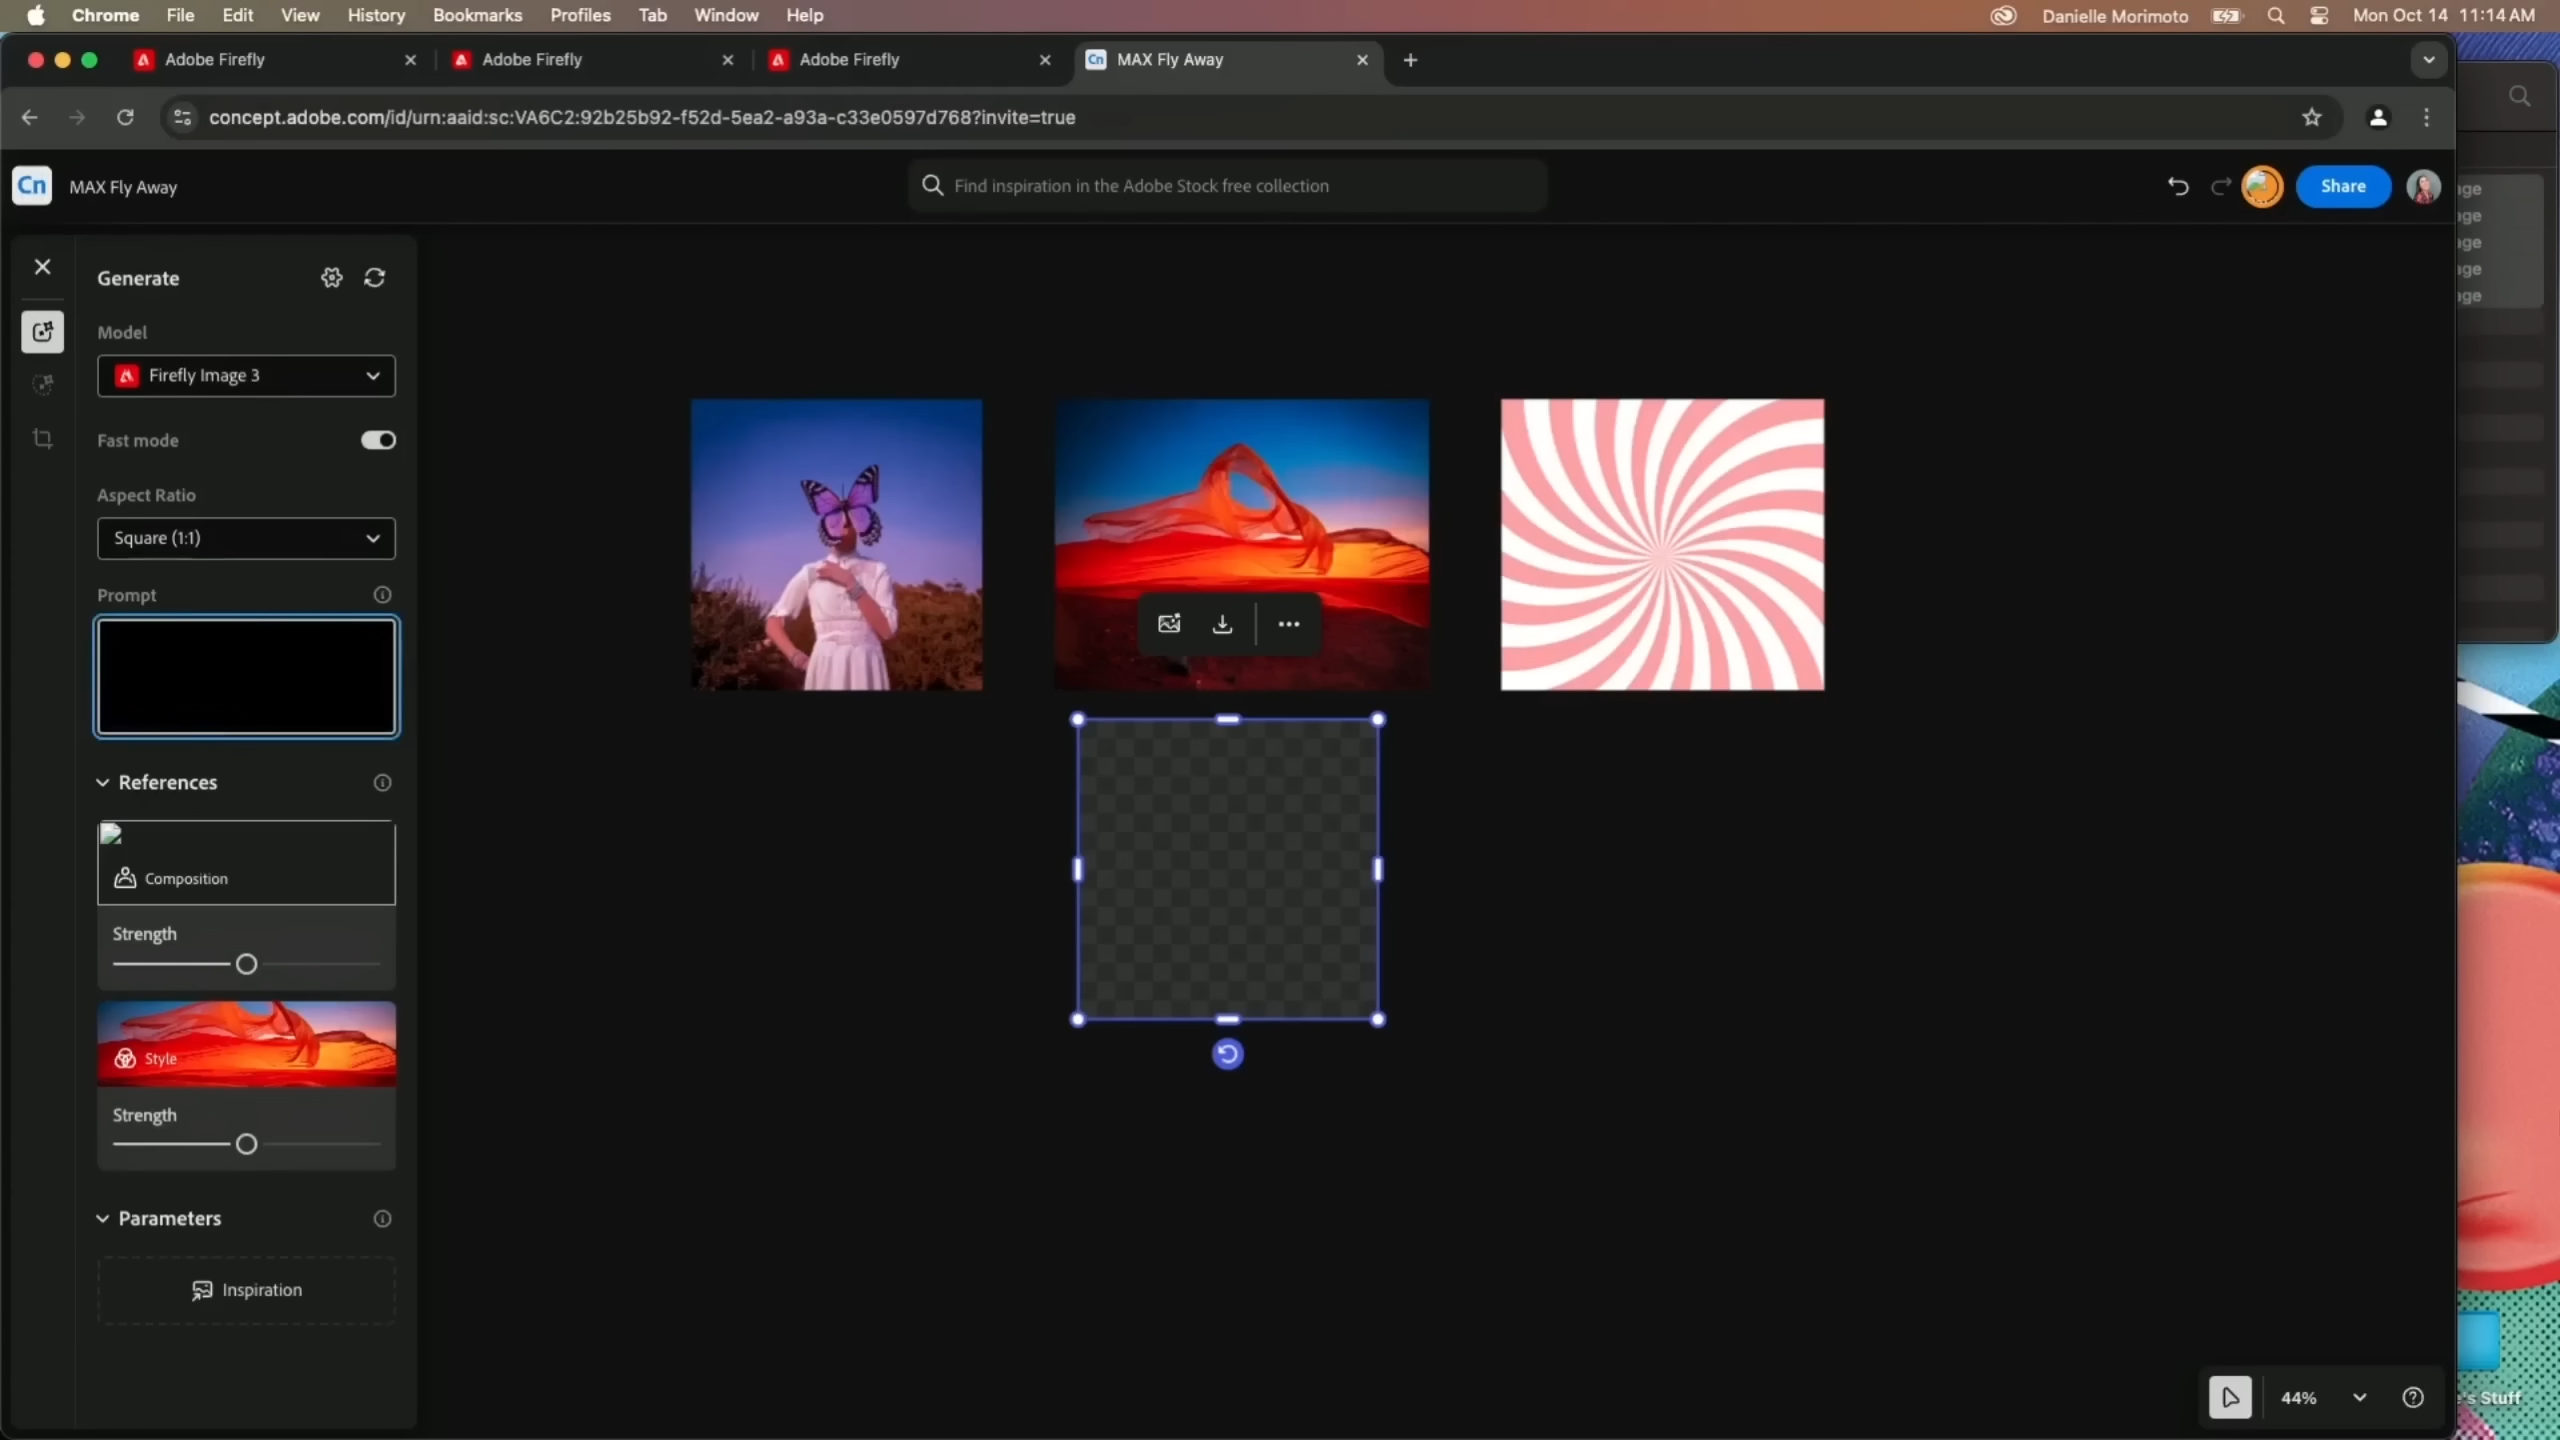 Chrome File Edit View History Bookmarks Profiles Tab Window Help Danielle Morimoto Mon Oct 14 11:14 AM
Adobe Firefly Adobe Firefly Adobe Firefly Cn MAX Fly Away
concept.adobe.com/id/urn:aaid:sc:VA6C2:92b25b92-f52d-5ea2-a93a-c33e0597d768?invite=true
Cn MAX Fly Away Find inspiration in the Adobe Stock free collection Share
Generate
Model
Firefly Image 3
Fast mode
Aspect Ratio
Square (1:1)
Prompt
References
Composition
Strength
Style
Strength
Parameters
Inspiration
44%
's Stuff